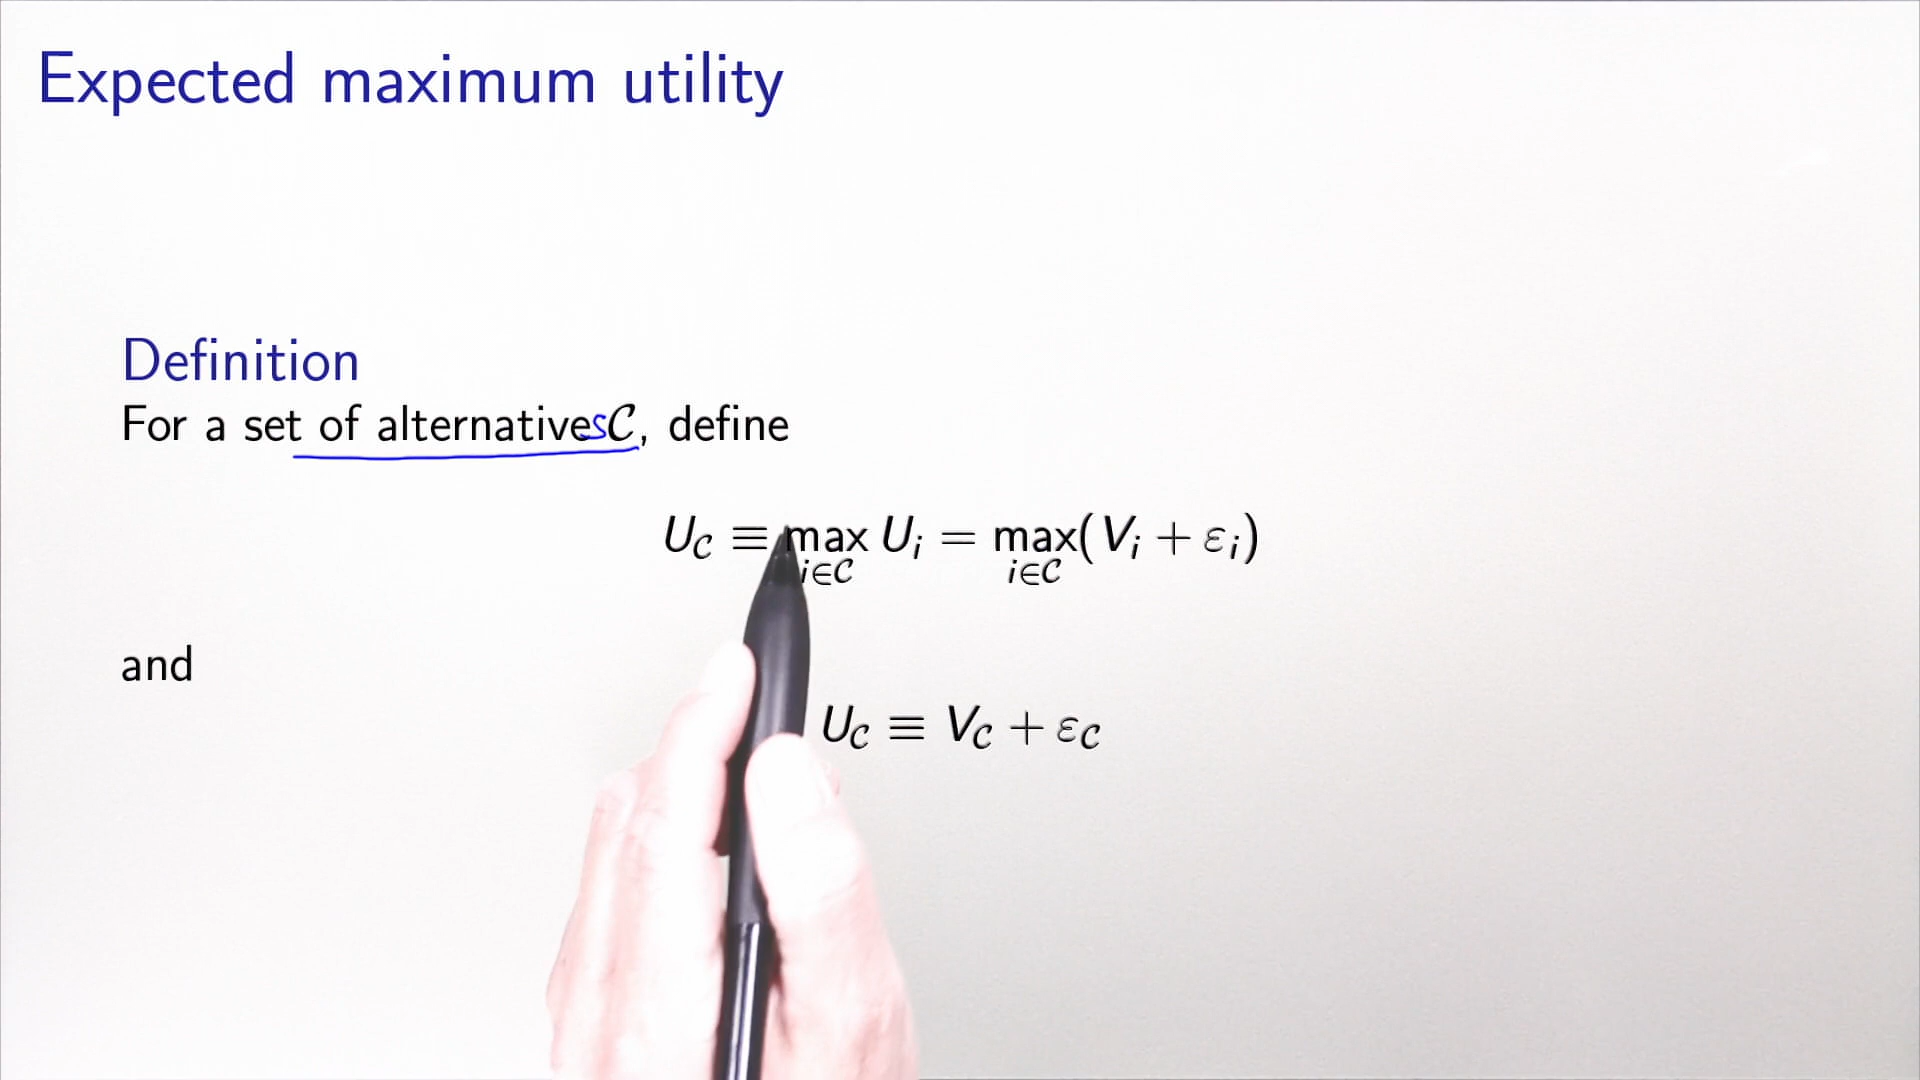 Expected maximum utility
Definition
For a set of alternatives C, define
U_C ≡ max_{i∈C} U_i = max_{i∈C}(V_i + ε_i)
and
U_C ≡ V_C + ε_C